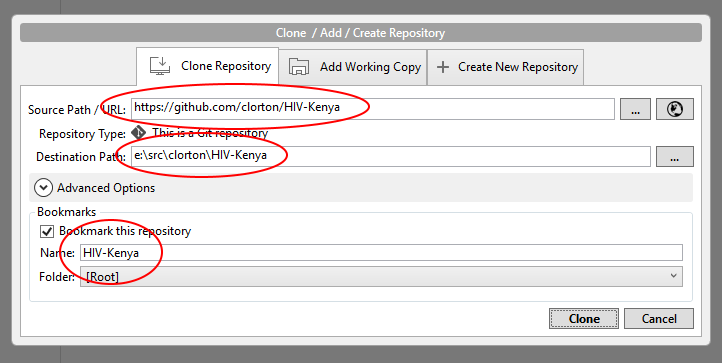 Clone / Add / Create Repository
Clone Repository
Add Working Copy
Create New Repository
Source Path / URL: https://github.com/clorton/HIV-Kenya ...
Repository Type: This is a Git repository
Destination Path: e:\src\clorton\HIV-Kenya ...
Advanced Options
Bookmarks
Bookmark this repository
Name: HIV-Kenya
Folder: [Root]
Clone Cancel